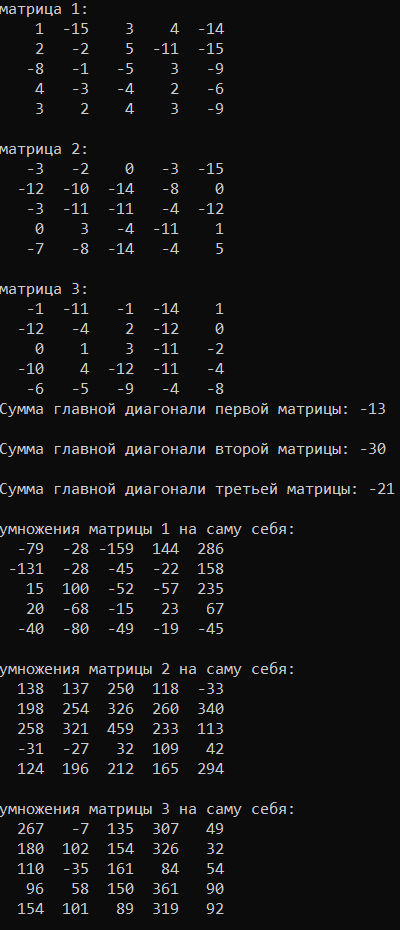 матрица 1:
1 -15 3 4 -14
2 -2 5 -11 -15
-8 -1 -5 3 -9
4 -3 -4 2 -6
3 2 4 3 -9
матрица 2:
-3 -2 0 -3 -15
-12 -10 -14 -8 0
-3 -11 -11 -4 -12
0 3 -4 -11 1
-7 -8 -14 -4 5
матрица 3:
-1 -11 -1 -14 1
-12 -4 2 -12 0
0 1 3 -11 -2
-10 4 -12 -11 -4
-6 -5 -9 -4 -8
Сумма главной диагонали первой матрицы: -13
Сумма главной диагонали второй матрицы: -30
Сумма главной диагонали третьей матрицы: -21
умножения матрицы 1 на саму себя:
-79 -28 -159 144 286
-131 -28 -45 -22 158
15 100 -52 -57 235
20 -68 -15 23 67
-40 -80 -49 -19 -45
умножения матрицы 2 на саму себя:
138 137 250 118 -33
198 254 326 260 340
258 321 459 233 113
-31 -27 32 109 42
124 196 212 165 294
умножения матрицы 3 на саму себя:
267 -7 135 307 49
180 102 154 326 32
110 -35 161 84 54
96 58 150 361 90
154 101 89 319 92